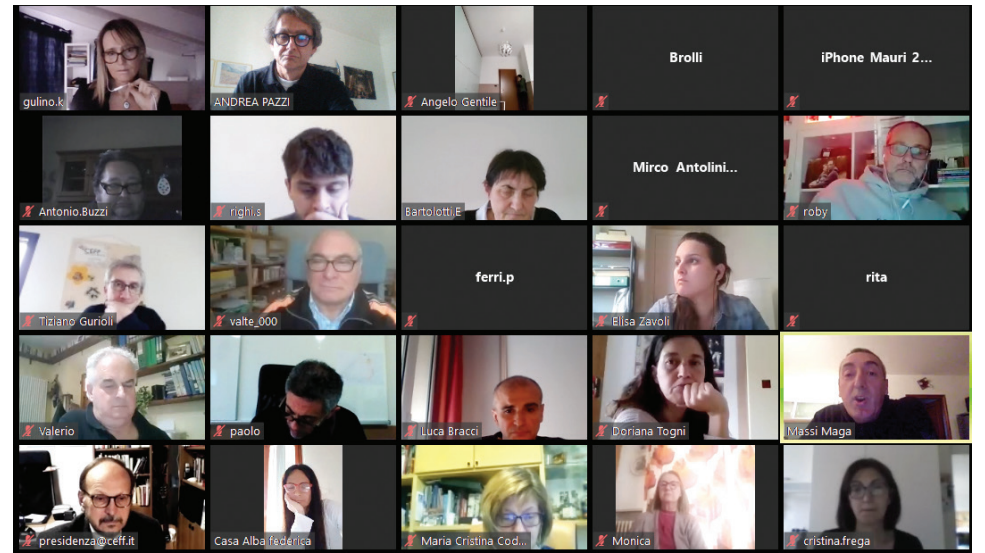 gulino.k
ANDREA PAZZI
Angelo Gentile
Brolli
iPhone Mauri 2...
Antonio.Buzzi
righi.s
Bartolotti.E
Mirco Antolini...
roby
CEFF
Tiziano Gurioli
valte_000
ferri.p
Elisa Zavoli
rita
Valerio
paolo
Luca Bracci
Doriana Togni
Massi Maga
presidenza@ceff.it
Casa Alba federica
Maria Cristina Cod...
Monica
cristina.frega